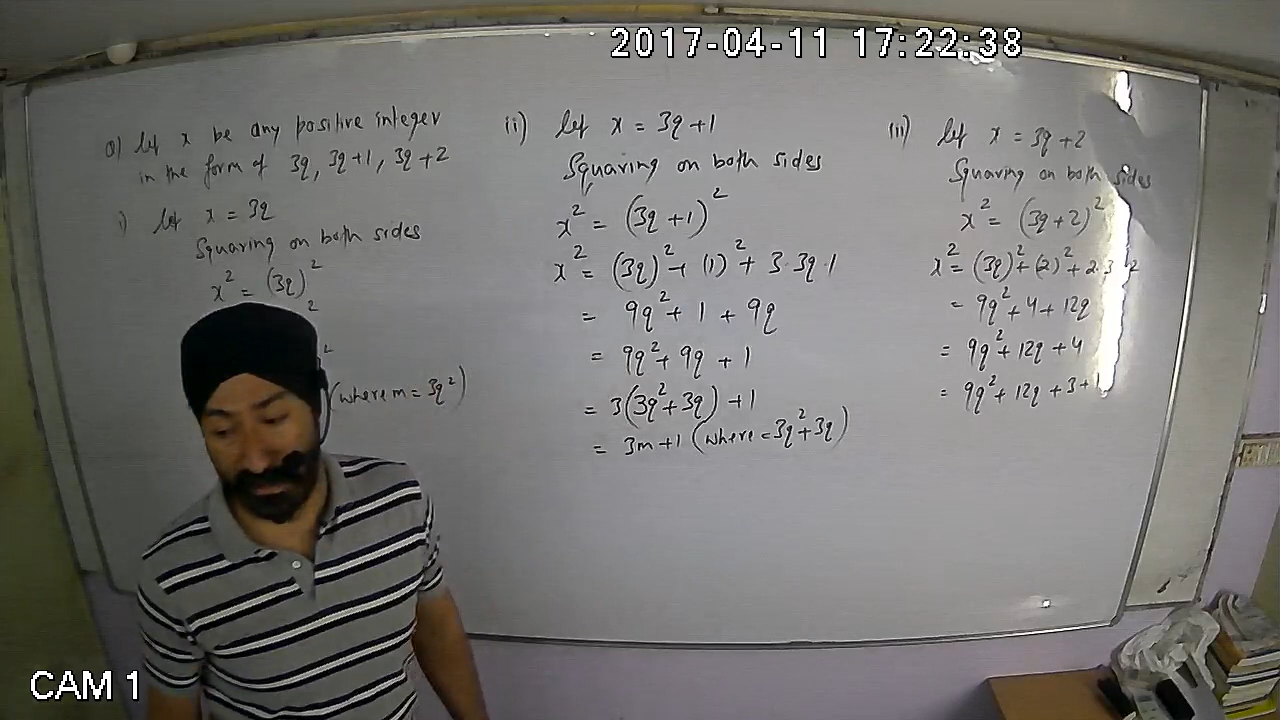 2017-04-11 17:22:38
0) let x be any positive integer
in the form of 3q, 3q+1, 3q+2
i) let x = 3q
Squaring on both sides
x² = (3q)²
(where m = 3q²)
(ii) let x = 3q+1
Squaring on both sides
x² = (3q+1)²
x² = (3q)² + (1)² + 3·3q·1
= 9q² + 1 + 9q
= 9q² + 9q + 1
= 3(3q² + 3q) + 1
= 3m+1 (where = 3q² + 3q)
(iii) let x = 3q+2
Squaring on both sides
x² = (3q+2)²
x² = (3q)² + (2)² + 2·3 2
= 9q² + 4 + 12q
= 9q² + 12q + 4
= 9q² + 12q + 3 + 1
CAM 1